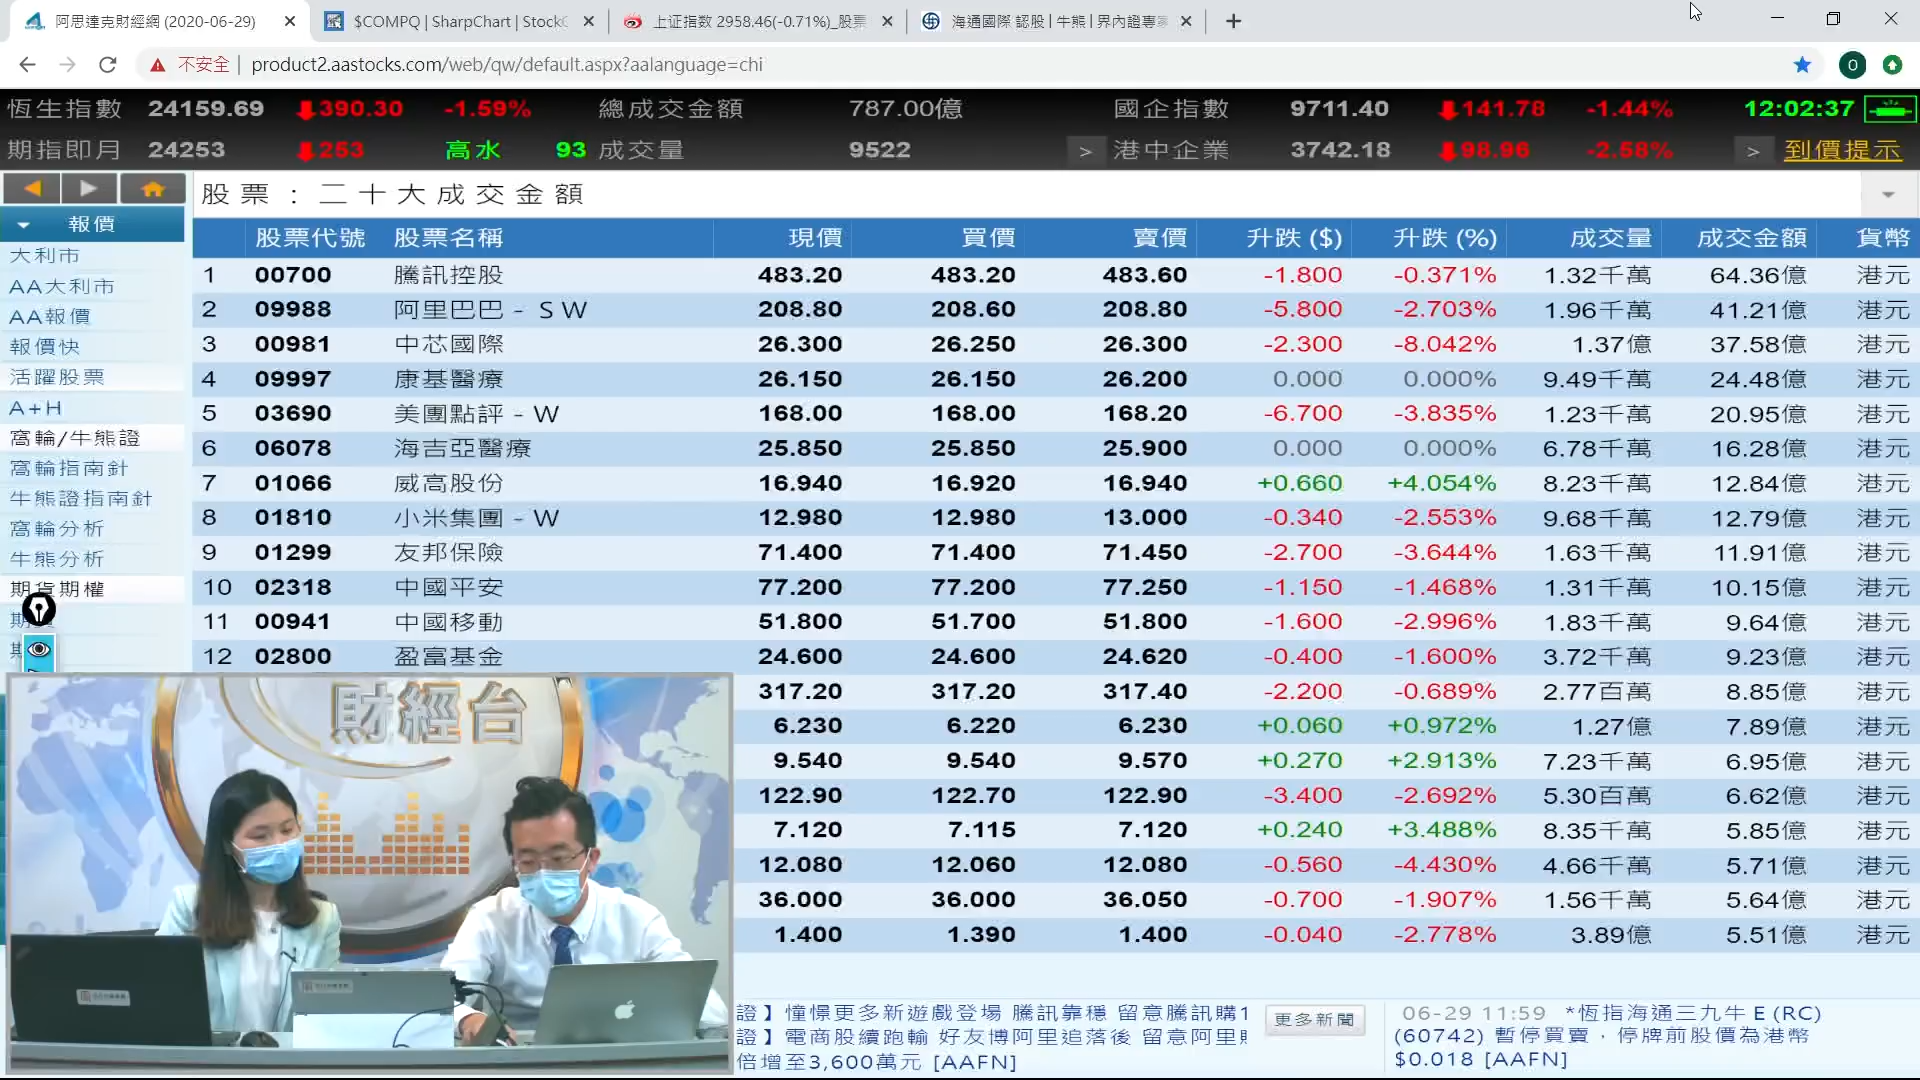 阿思達克財經網 (2020-06-29)
$COMPQ | SharpChart | Stock
上证指数 2958.46(-0.71%)_股票
海通國際 認股 | 牛熊 | 界內證專家
不安全 | product2.aastocks.com/web/qw/default.aspx?aalanguage=chi
O
恆生指數 24159.69 390.30 -1.59% 總成交金額 787.00億 國企指數 9711.40 141.78 -1.44% 12:02:37
期指即月 24253 253 高水 93 成交量 9522 > 港中企業 3742.18 98.96 -2.58% > 到價提示
股票 : 二十大成交金額
報價
大利市
AA大利市
AA報價
報價快
活躍股票
A+H
窩輪/牛熊證
窩輪指南針
牛熊證指南針
窩輪分析
牛熊分析
期貨期權
期
股票代號 股票名稱 現價 買價 賣價 升跌 ($) 升跌 (%) 成交量 成交金額 貨幣
1 00700 騰訊控股 483.20 483.20 483.60 -1.800 -0.371% 1.32千萬 64.36億 港元
2 09988 阿里巴巴 - S W 208.80 208.60 208.80 -5.800 -2.703% 1.96千萬 41.21億 港元
3 00981 中芯國際 26.300 26.250 26.300 -2.300 -8.042% 1.37億 37.58億 港元
4 09997 康基醫療 26.150 26.150 26.200 0.000 0.000% 9.49千萬 24.48億 港元
5 03690 美團點評 - W 168.00 168.00 168.20 -6.700 -3.835% 1.23千萬 20.95億 港元
6 06078 海吉亞醫療 25.850 25.850 25.900 0.000 0.000% 6.78千萬 16.28億 港元
7 01066 威高股份 16.940 16.920 16.940 +0.660 +4.054% 8.23千萬 12.84億 港元
8 01810 小米集團 - W 12.980 12.980 13.000 -0.340 -2.553% 9.68千萬 12.79億 港元
9 01299 友邦保險 71.400 71.400 71.450 -2.700 -3.644% 1.63千萬 11.91億 港元
10 02318 中國平安 77.200 77.200 77.250 -1.150 -1.468% 1.31千萬 10.15億 港元
11 00941 中國移動 51.800 51.700 51.800 -1.600 -2.996% 1.83千萬 9.64億 港元
12 02800 盈富基金 24.600 24.600 24.620 -0.400 -1.600% 3.72千萬 9.23億 港元
317.20 317.20 317.40 -2.200 -0.689% 2.77百萬 8.85億 港元
6.230 6.220 6.230 +0.060 +0.972% 1.27億 7.89億 港元
9.540 9.540 9.570 +0.270 +2.913% 7.23千萬 6.95億 港元
122.90 122.70 122.90 -3.400 -2.692% 5.30百萬 6.62億 港元
7.120 7.115 7.120 +0.240 +3.488% 8.35千萬 5.85億 港元
12.080 12.060 12.080 -0.560 -4.430% 4.66千萬 5.71億 港元
36.000 36.000 36.050 -0.700 -1.907% 1.56千萬 5.64億 港元
1.400 1.390 1.400 -0.040 -2.778% 3.89億 5.51億 港元
財經台
證】憧憬更多新遊戲登場 騰訊靠穩 留意騰訊購1
證】電商股續跑輸 好友博阿里追落後 留意阿里
倍增至3,600萬元 [AAFN]
更多新聞
06-29 11:59 *恆指海通三九牛E (RC)
(60742) 暫停買賣，停牌前股價為港幣
$0.018 [AAFN]